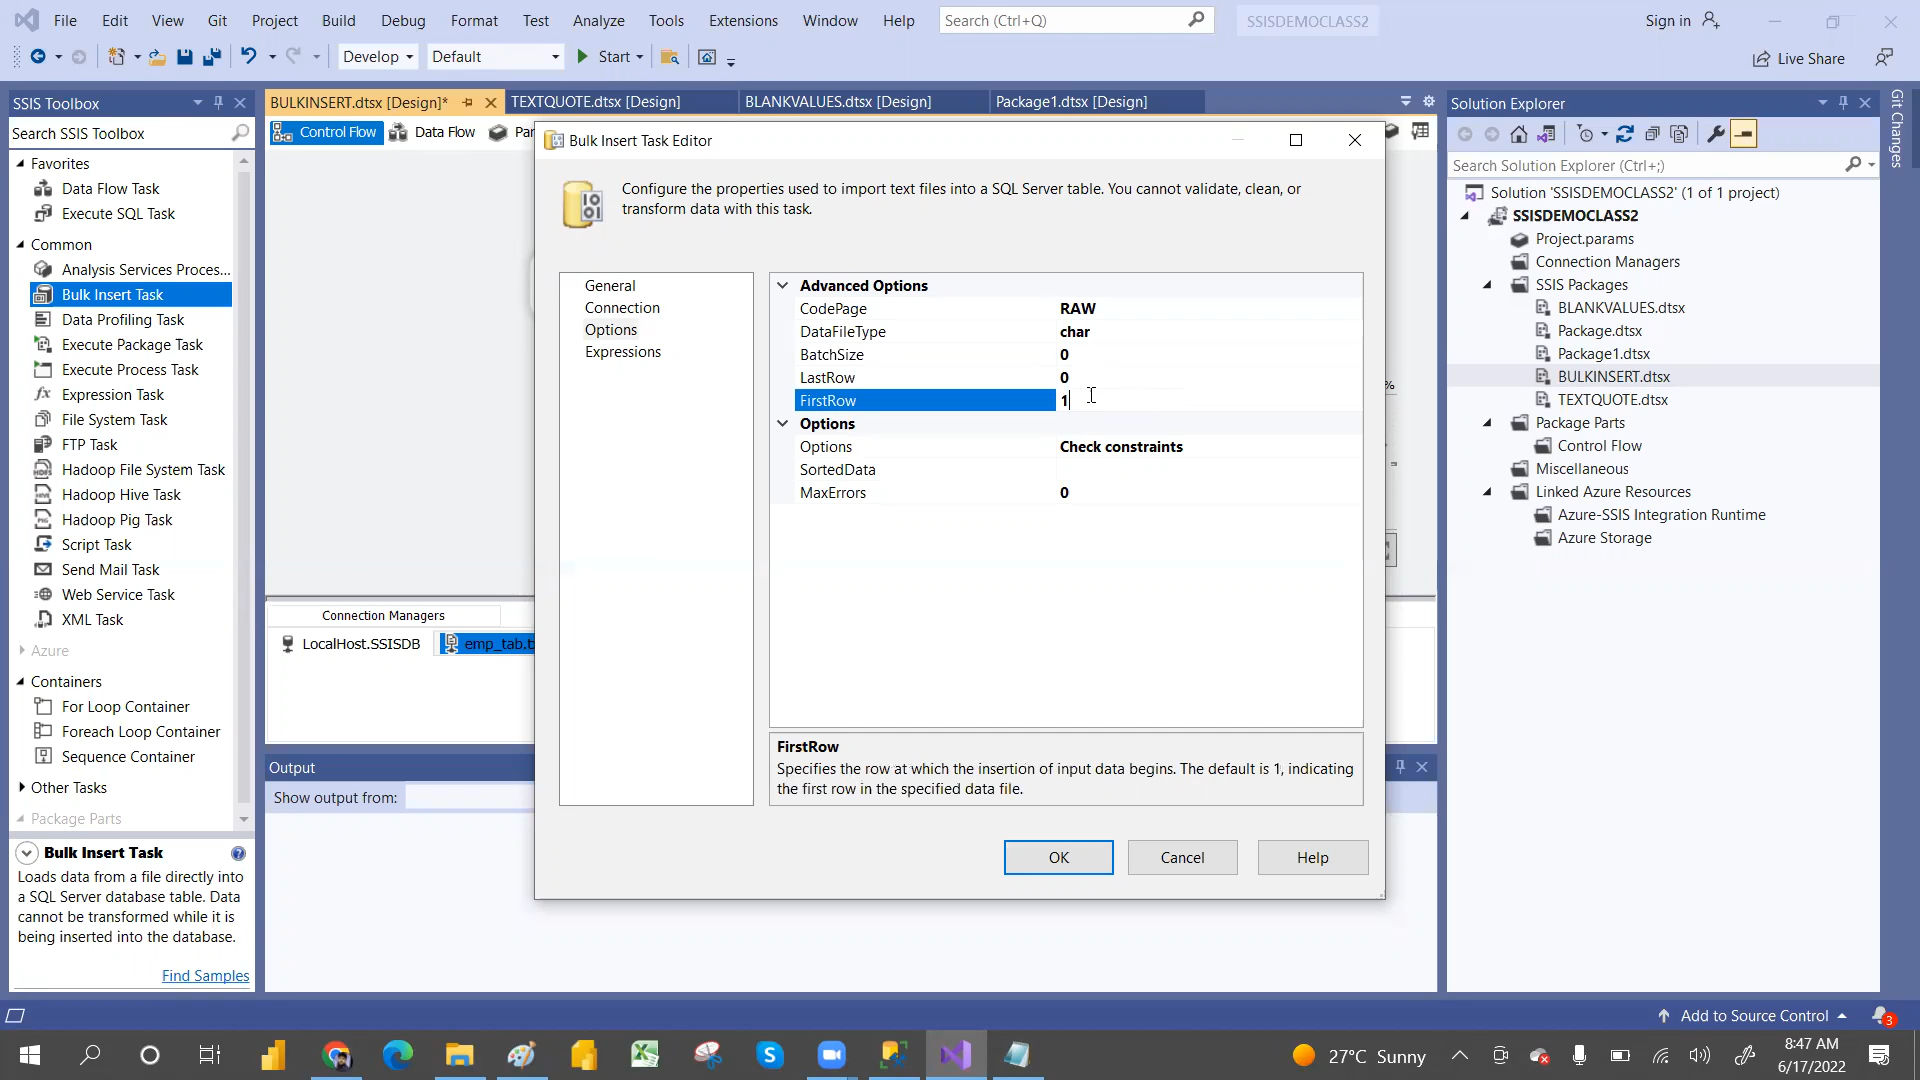 File Edit View Git Project Build Debug Format Test Analyze Tools Extensions Window Help Search (Ctrl+Q) SSISDEMOCLASS2 Sign in
Develop Default Start Live Share
SSIS Toolbox
Search SSIS Toolbox
Favorites
Data Flow Task
Execute SQL Task
Common
Analysis Services Proces...
Bulk Insert Task
Data Profiling Task
Execute Package Task
Execute Process Task
Expression Task
File System Task
FTP Task
Hadoop File System Task
Hadoop Hive Task
Hadoop Pig Task
Script Task
Send Mail Task
Web Service Task
XML Task
Azure
Containers
For Loop Container
Foreach Loop Container
Sequence Container
Other Tasks
Package Parts
Bulk Insert Task
Loads data from a file directly into
a SQL Server database table. Data
cannot be transformed while it is
being inserted into the database.
Find Samples
BULKINSERT.dtsx [Design]* TEXTQUOTE.dtsx [Design] BLANKVALUES.dtsx [Design] Package1.dtsx [Design]
Control Flow Data Flow Par
Bulk Insert Task Editor
Configure the properties used to import text files into a SQL Server table. You cannot validate, clean, or
transform data with this task.
General
Connection
Options
Expressions
Advanced Options
CodePage RAW
DataFileType char
BatchSize 0
LastRow 0
FirstRow 1
Options
Options Check constraints
SortedData
MaxErrors 0
FirstRow
Specifies the row at which the insertion of input data begins. The default is 1, indicating
the first row in the specified data file.
OK Cancel Help
%
Connection Managers
LocalHost.SSISDB emp_tab.t
Output
Show output from:
Solution Explorer
Search Solution Explorer (Ctrl+;)
Solution 'SSISDEMOCLASS2' (1 of 1 project)
SSISDEMOCLASS2
Project.params
Connection Managers
SSIS Packages
BLANKVALUES.dtsx
Package.dtsx
Package1.dtsx
BULKINSERT.dtsx
TEXTQUOTE.dtsx
Package Parts
Control Flow
Miscellaneous
Linked Azure Resources
Azure-SSIS Integration Runtime
Azure Storage
Git Changes
Add to Source Control 3
27°C Sunny
8:47 AM
6/17/2022